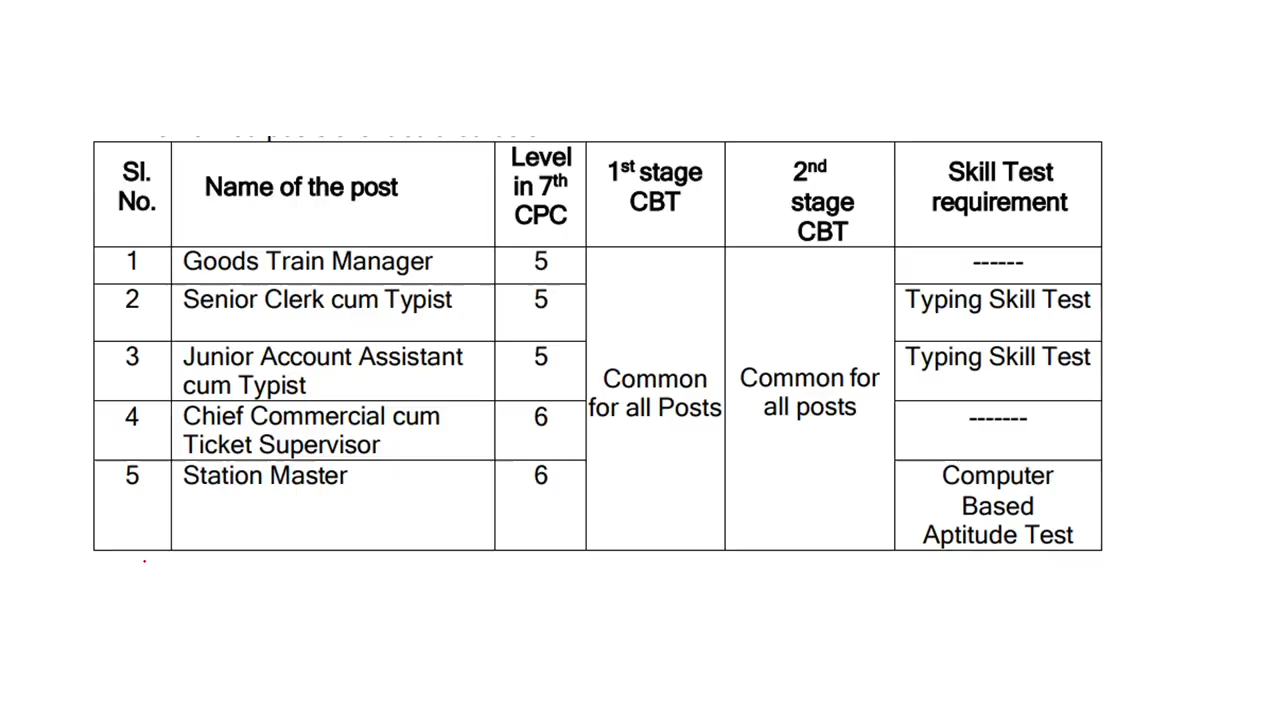 Sl. No. Name of the post Level in 7th CPC 1st stage CBT 2nd stage CBT Skill Test requirement
1 Goods Train Manager 5 ------
2 Senior Clerk cum Typist 5 Typing Skill Test
3 Junior Account Assistant cum Typist 5 Typing Skill Test
Common for all Posts Common for all posts
4 Chief Commercial cum Ticket Supervisor 6 -------
5 Station Master 6 Computer Based Aptitude Test